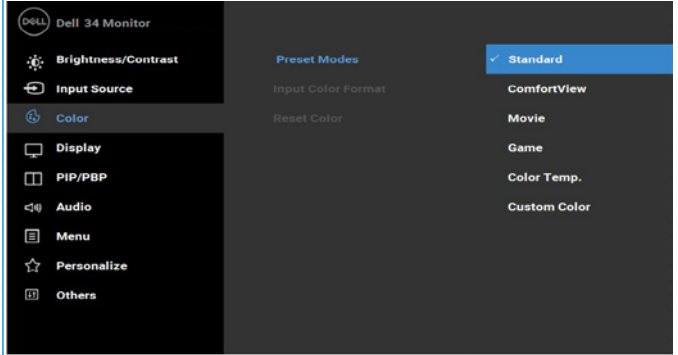 DELL Dell 34 Monitor
Brightness/Contrast
Input Source
Color
Display
PIP/PBP
Audio
Menu
Personalize
Others
Preset Modes
Input Color Format
Reset Color
Standard
ComfortView
Movie
Game
Color Temp.
Custom Color